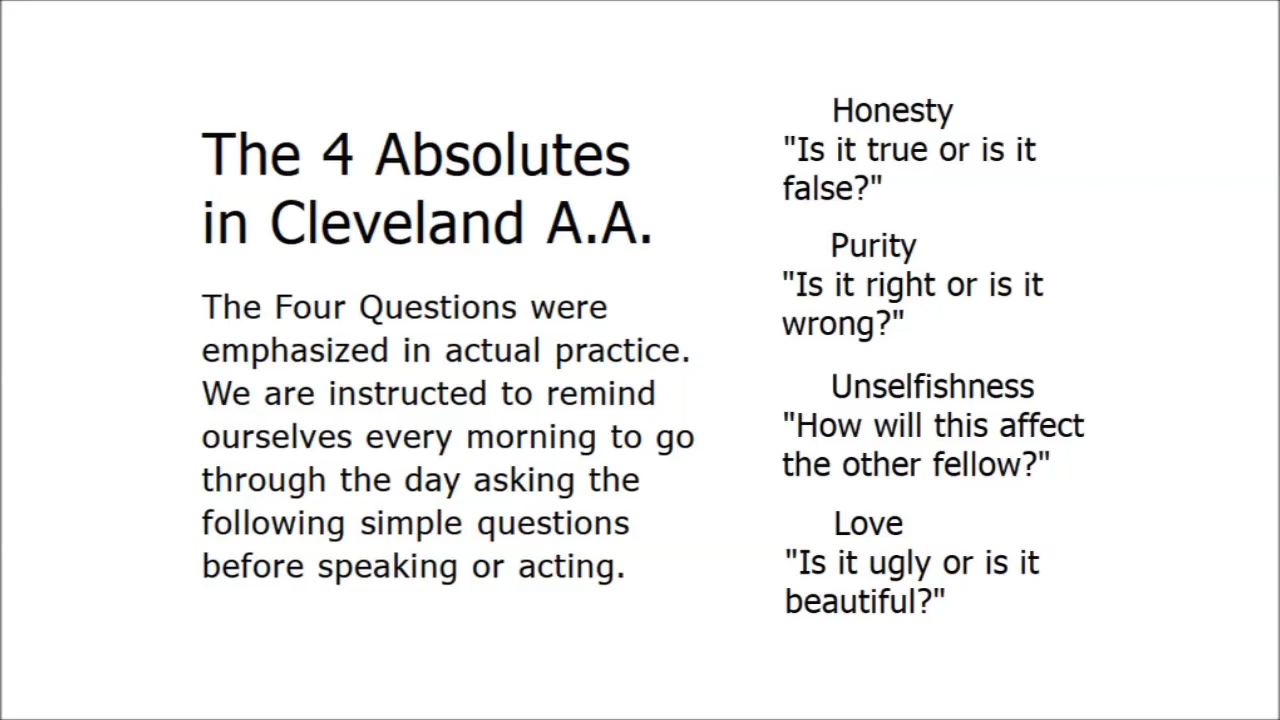 The 4 Absolutes
in Cleveland A.A.
The Four Questions were
emphasized in actual practice.
We are instructed to remind
ourselves every morning to go
through the day asking the
following simple questions
before speaking or acting.
Honesty
"Is it true or is it
false?"
Purity
"Is it right or is it
wrong?"
Unselfishness
"How will this affect
the other fellow?"
Love
"Is it ugly or is it
beautiful?"